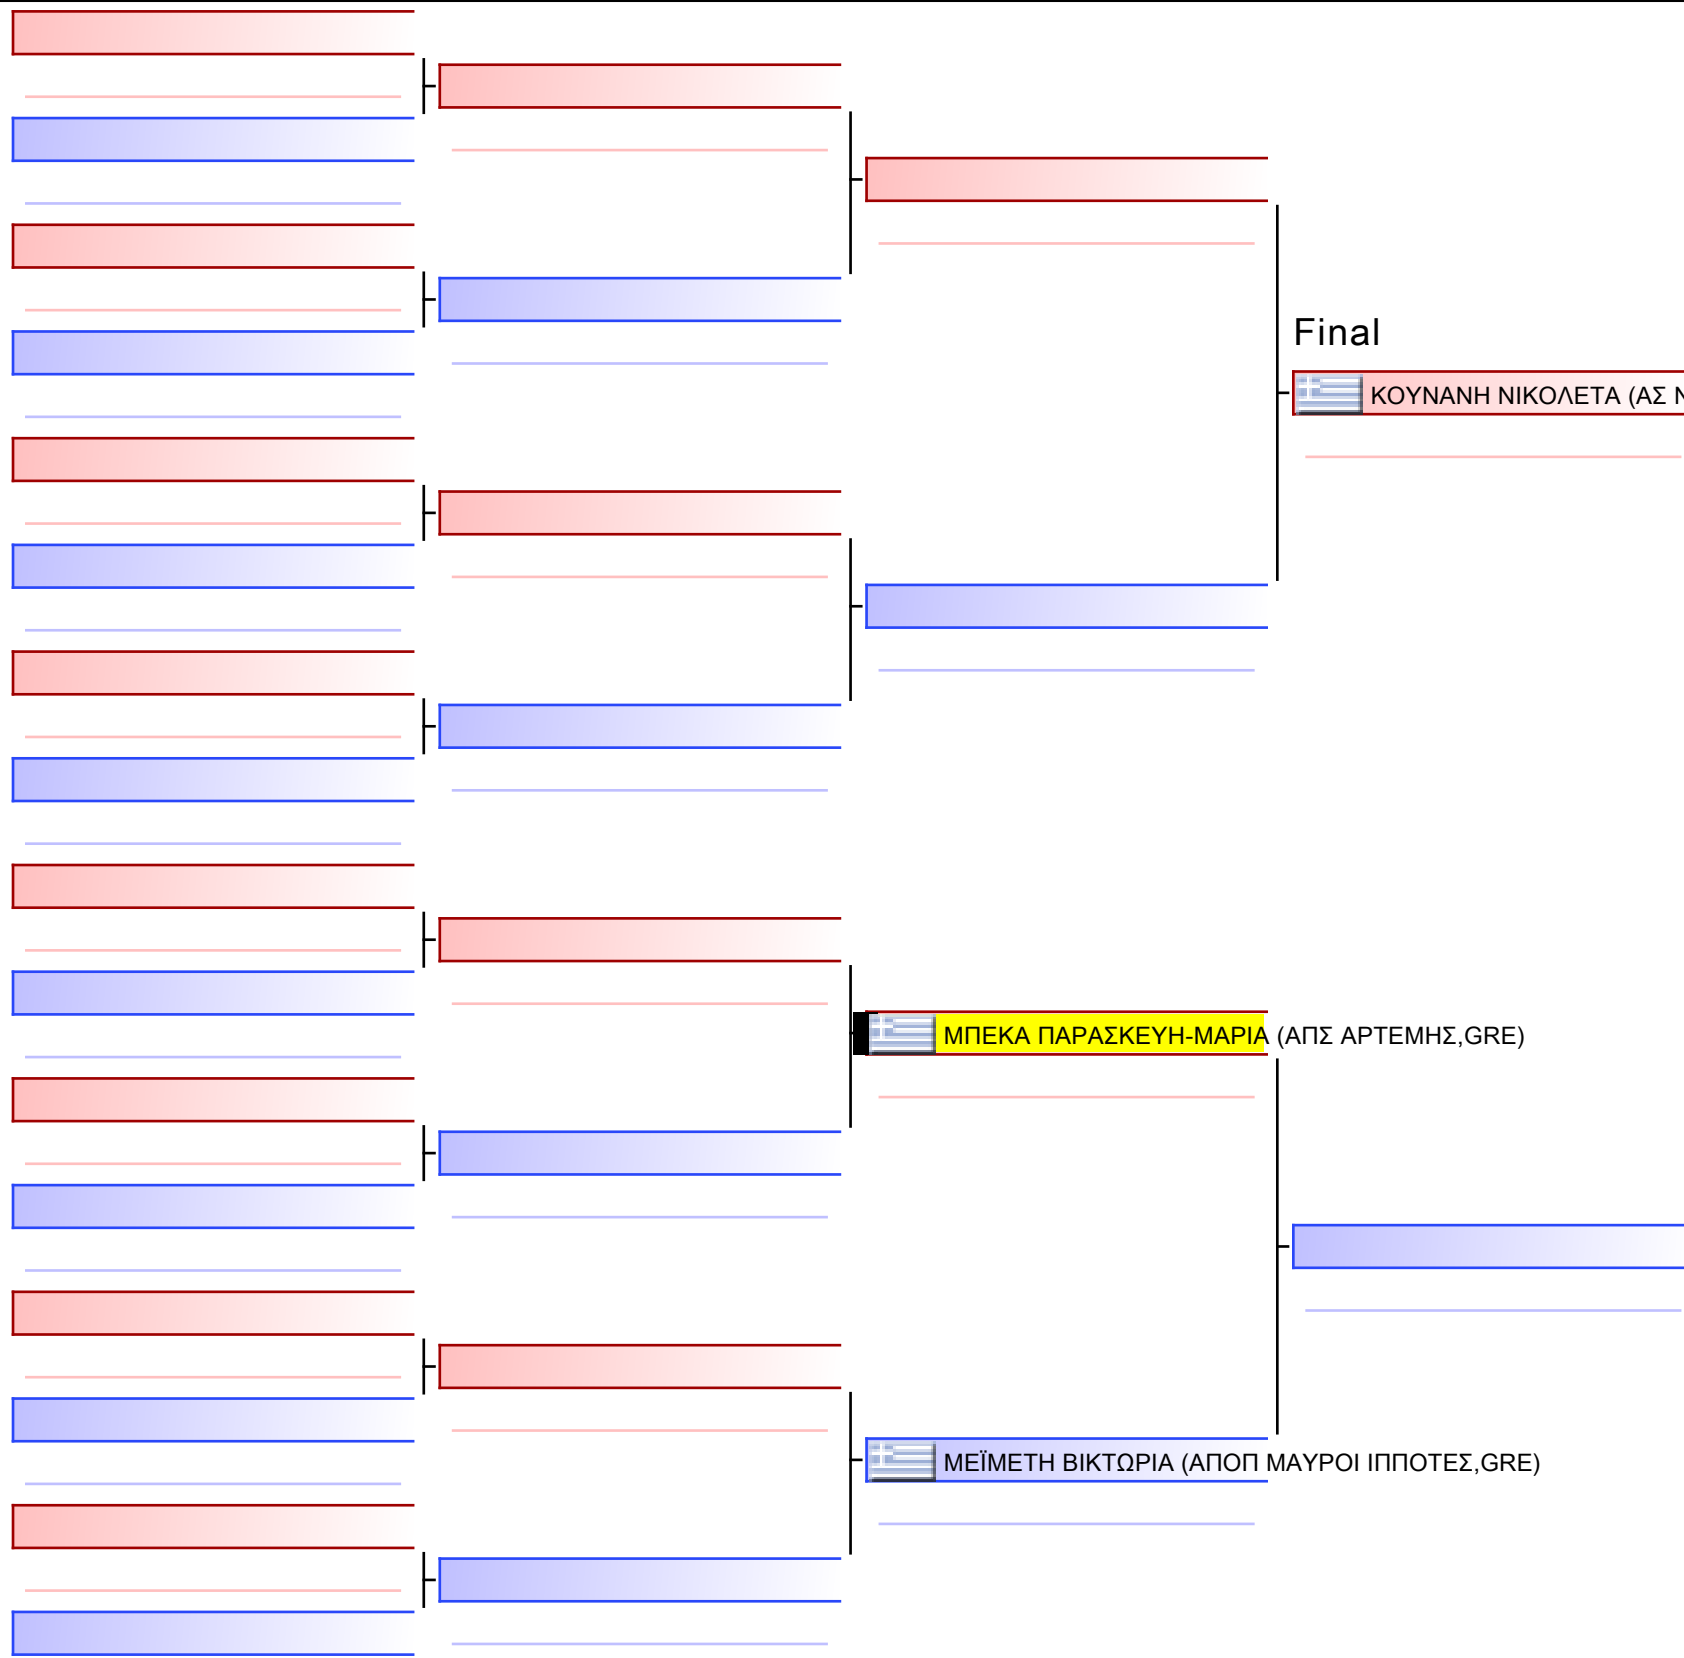 Final
ΚΟΥΝΑΝΗ ΝΙΚΟΛΕΤΑ (ΑΣ
ΜΠΕΚΑ ΠΑΡΑΣΚΕΥΗ-ΜΑΡΙΑ (ΑΠΣ ΑΡΤΕΜΗΣ,GRE)
ΜΕΪΜΕΤΗ ΒΙΚΤΩΡΙΑ (ΑΠΟΠ ΜΑΥΡΟΙ ΙΠΠΟΤΕΣ,GRE)